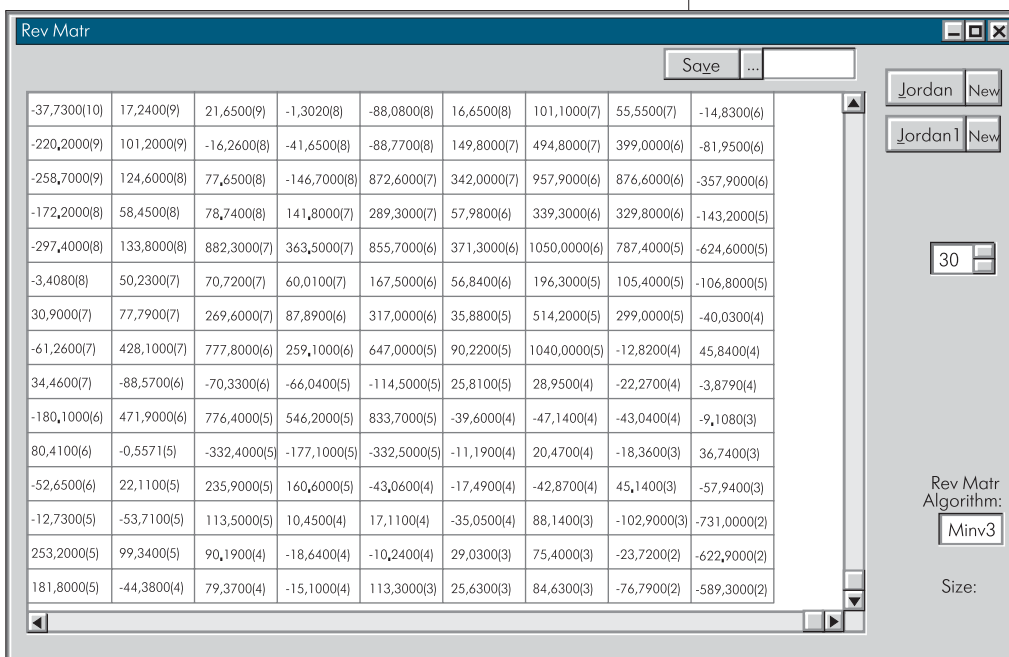 Rev Matr
Save ...
Jordan New
Jordan1 New
-37,7300(10) 17,2400(9) 21,6500(9) -1,3020(8) -88,0800(8) 16,6500(8) 101,1000(7) 55,5500(7) -14,8300(6)
-220,2000(9) 101,2000(9) -16,2600(8) -41,6500(8) -88,7700(8) 149,8000(7) 494,8000(7) 399,0000(6) -81,9500(6)
-258,7000(9) 124,6000(8) 77,6500(8) -146,7000(8) 872,6000(7) 342,0000(7) 957,9000(6) 876,6000(6) -357,9000(6)
-172,2000(8) 58,4500(8) 78,7400(8) 141,8000(7) 289,3000(7) 57,9800(6) 339,3000(6) 329,8000(6) -143,2000(5)
-297,4000(8) 133,8000(8) 882,3000(7) 363,5000(7) 855,7000(6) 371,3000(6) 1050,0000(6) 787,4000(5) -624,6000(5)
-3,4080(8) 50,2300(7) 70,7200(7) 60,0100(7) 167,5000(6) 56,8400(6) 196,3000(5) 105,4000(5) -106,8000(5)
30,9000(7) 77,7900(7) 269,6000(7) 87,8900(6) 317,0000(6) 35,8800(5) 514,2000(5) 299,0000(5) -40,0300(4)
-61,2600(7) 428,1000(7) 777,8000(6) 259,1000(6) 647,0000(5) 90,2200(5) 1040,0000(5) -12,8200(4) 45,8400(4)
34,4600(7) -88,5700(6) -70,3300(6) -66,0400(5) -114,5000(5) 25,8100(5) 28,9500(4) -22,2700(4) -3,8790(4)
-180,1000(6) 471,9000(6) 776,4000(5) 546,2000(5) 833,7000(5) -39,6000(4) -47,1400(4) -43,0400(4) -9,1080(3)
80,4100(6) -0,5571(5) -332,4000(5) -177,1000(5) -332,5000(5) -11,1900(4) 20,4700(4) -18,3600(3) 36,7400(3)
-52,6500(6) 22,1100(5) 235,9000(5) 160,6000(5) -43,0600(4) -17,4900(4) -42,8700(4) 45,1400(3) -57,9400(3)
-12,7300(5) -53,7100(5) 113,5000(5) 10,4500(4) 17,1100(4) -35,0500(4) 88,1400(3) -102,9000(3) -731,0000(2)
253,2000(5) 99,3400(5) 90,1900(4) -18,6400(4) -10,2400(4) 29,0300(3) 75,4000(3) -23,7200(2) -622,9000(2)
181,8000(5) -44,3800(4) 79,3700(4) -15,1000(4) 113,3000(3) 25,6300(3) 84,6300(3) -76,7900(2) -589,3000(2)
30
Rev Matr
Algorithm:
Minv3
Size: